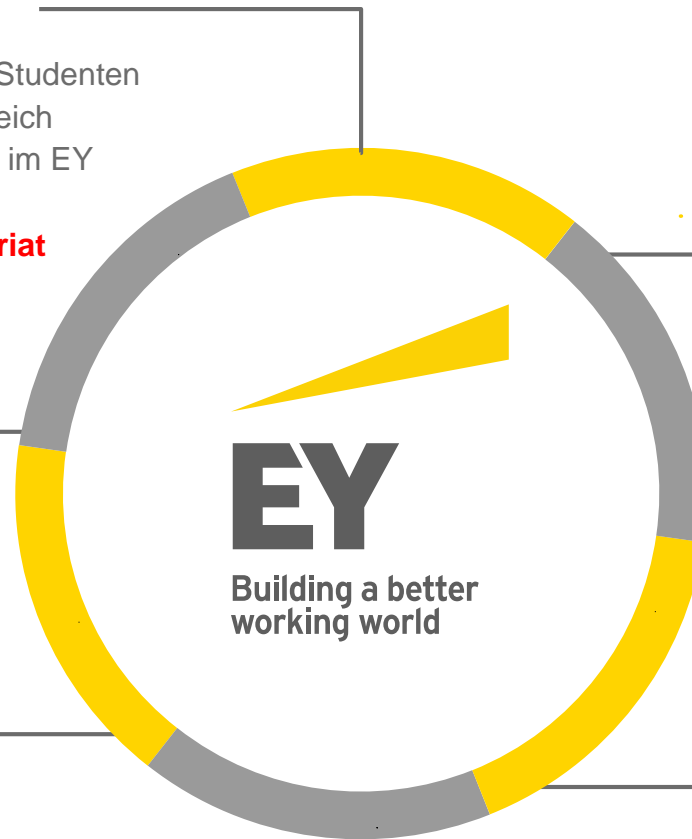 Studenten
eich
im EY
riat
EY
Building a better
working world